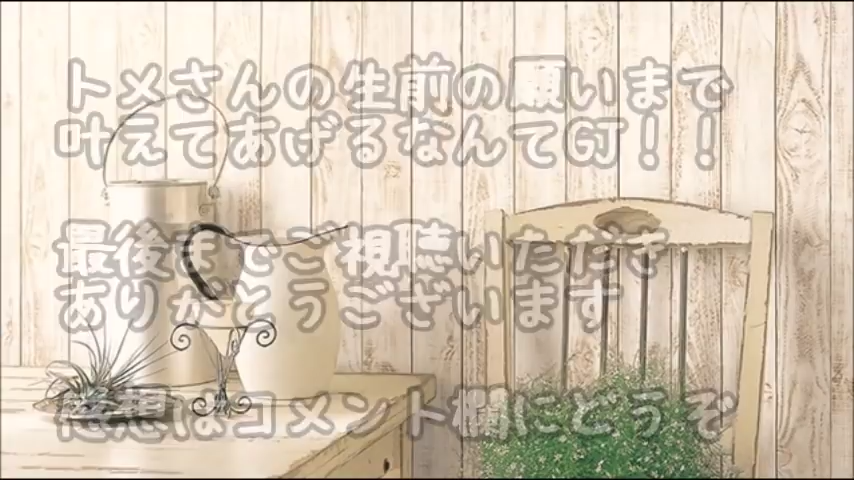 トメさんの生前の願いまで
叶えてあげるなんてGJ！！
最後までご視聴いただき
ありがとうございます
感想はコメント欄にどうぞ